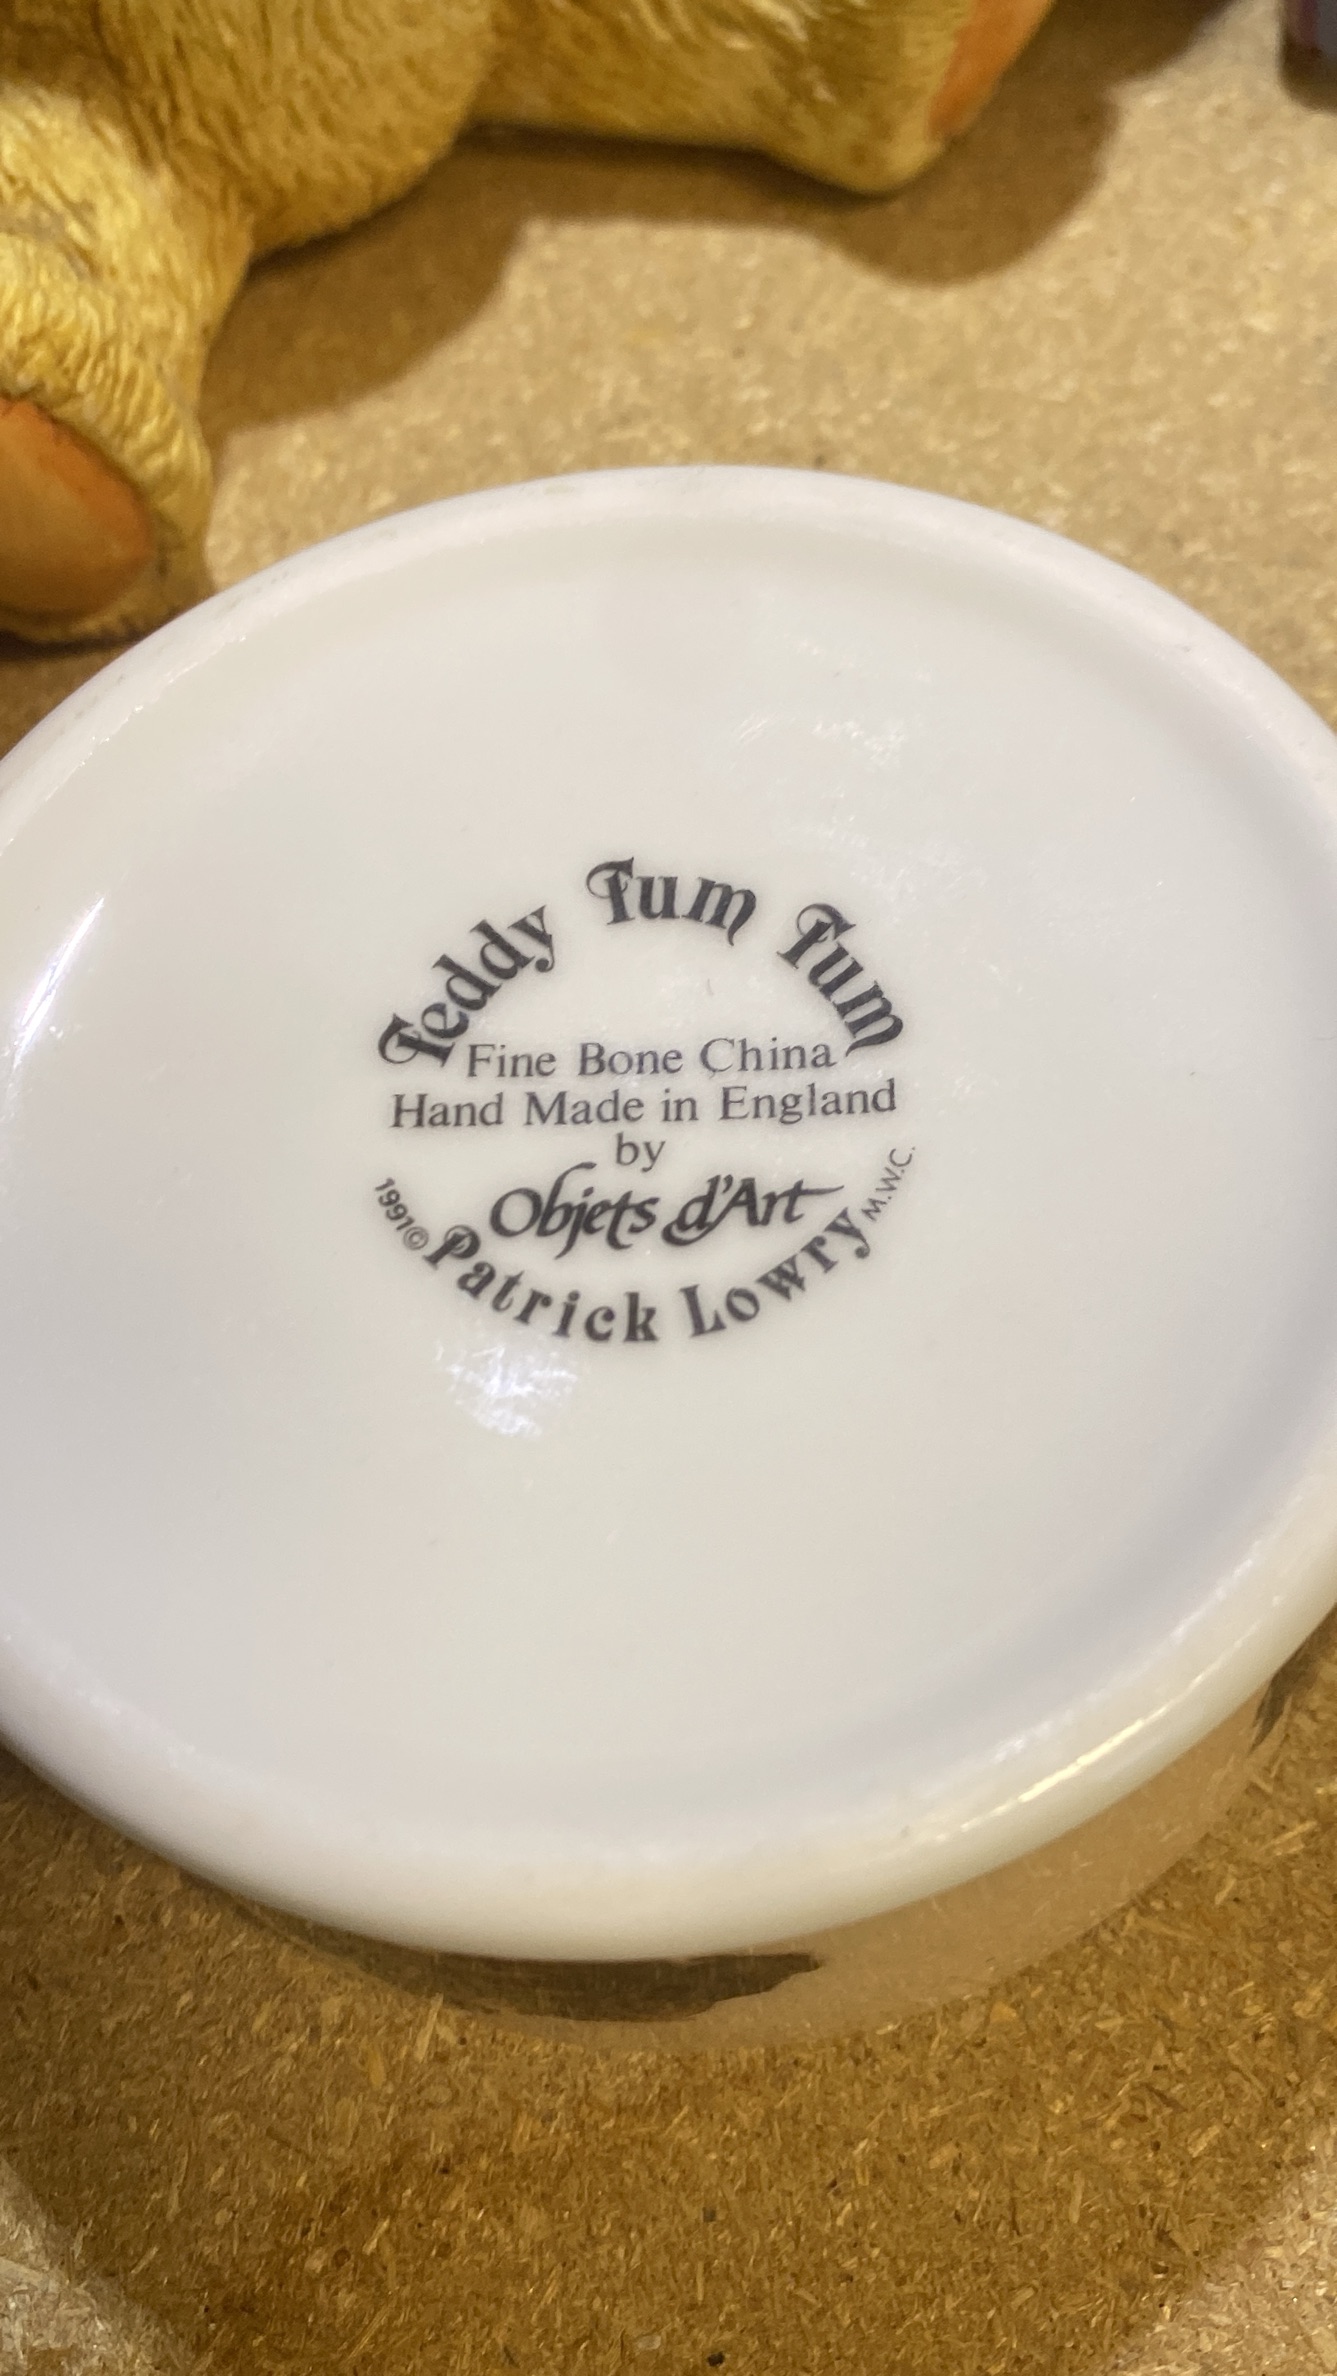 Teddy Tum Tum
Fine Bone China
Hand Made in England
by
Objets d'Art
1991© Patrick Lowry M.W.C.